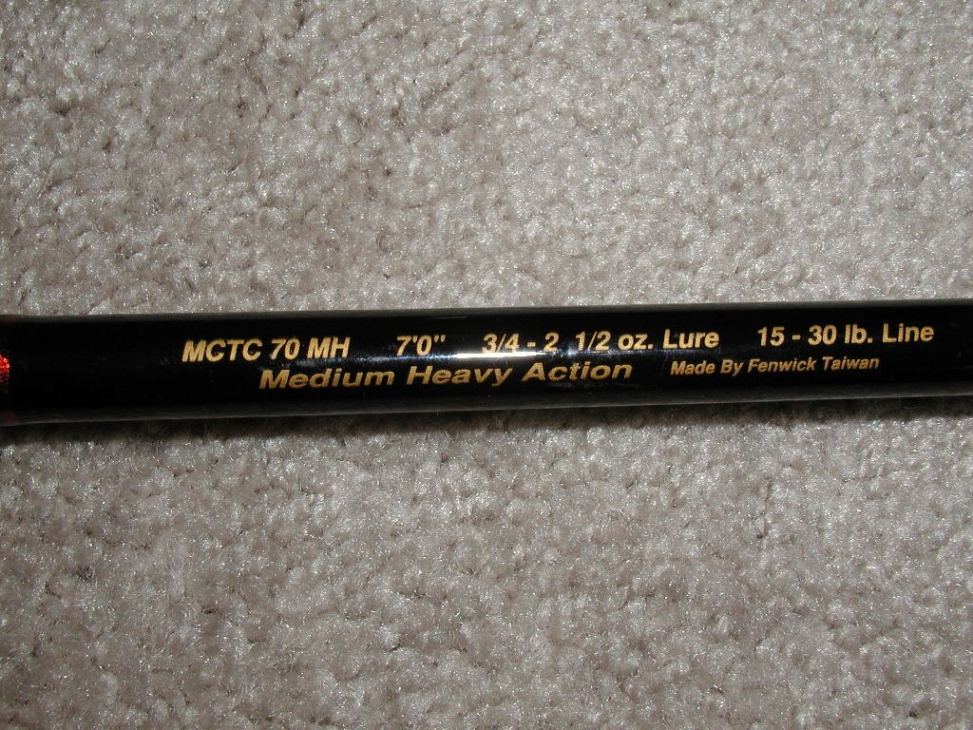 MCTC 70 MH 7'0" 3/4 - 2 1/2 oz. Lure 15 - 30 lb. Line
Medium Heavy Action Made By Fenwick Taiwan